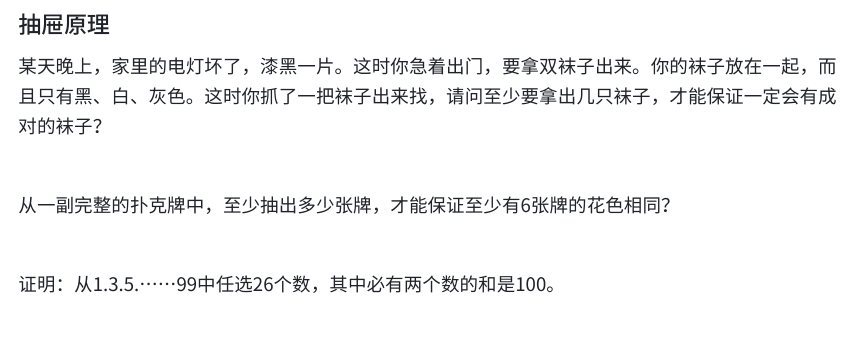 抽屉原理
某天晚上，家里的电灯坏了，漆黑一片。这时你急着出门，要拿双袜子出来。你的袜子放在一起，而
且只有黑、白、灰色。这时你抓了一把袜子出来找，请问至少要拿出几只袜子，才能保证一定会有成
对的袜子？
从一副完整的扑克牌中，至少抽出多少张牌，才能保证至少有6张牌的花色相同？
证明：从1.3.5.……99中任选26个数，其中必有两个数的和是100。